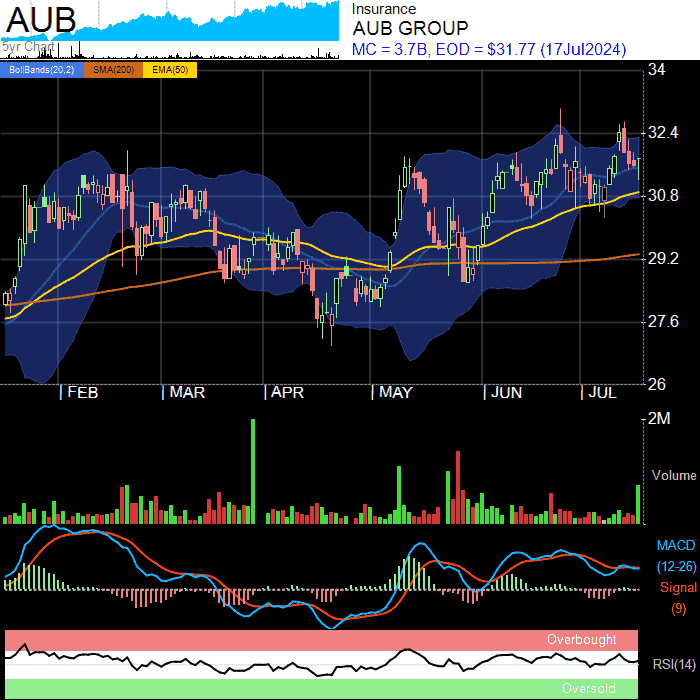 AUB
5yr Chart
Insurance
AUB GROUP
MC = 3.7B, EOD = $31.77 (17Jul2024)
BollBands(20,2) SMA(200) EMA(50)
34
32.4
30.8
29.2
27.6
26
FEB MAR APR MAY JUN JUL
2M
Volume
MACD
(12-26)
Signal
(9)
Overbought
RSI(14)
Oversold